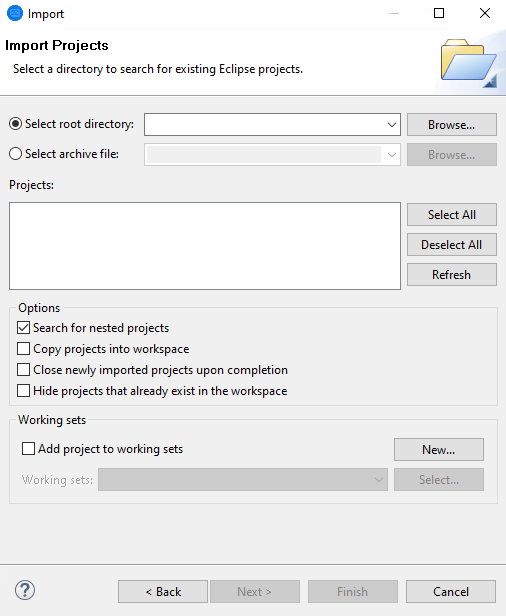 Import
Import Projects
Select a directory to search for existing Eclipse projects.
Select root directory:
Browse...
Select archive file:
Browse...
Projects:
Select All
Deselect All
Refresh
Options
Search for nested projects
Copy projects into workspace
Close newly imported projects upon completion
Hide projects that already exist in the workspace
Working sets
Add project to working sets
New...
Working sets:
Select...
?
< Back
Next >
Finish
Cancel